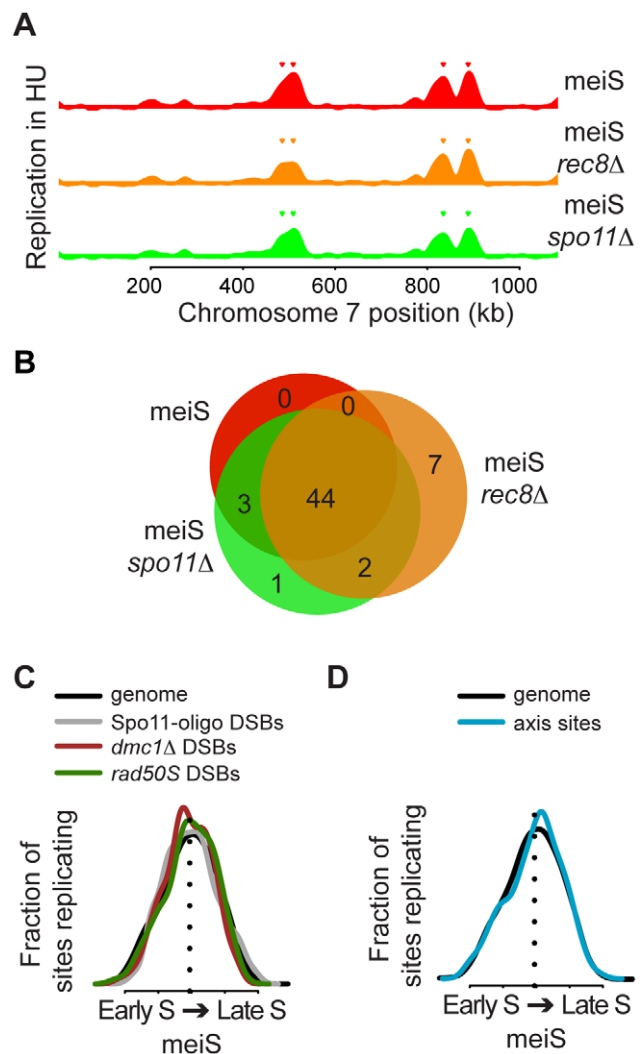 A
Replication in HU
meiS
meiS
rec8Δ
meiS
spo11Δ
200 400 600 800 1000
Chromosome 7 position (kb)
B
meiS
0
0
7
meiS
rec8Δ
3
44
meiS
spo11Δ
1
2
C
genome
Spo11-oligo DSBs
dmc1Δ DSBs
rad50S DSBs
Fraction of
sites replicating
Early S → Late S
meiS
D
genome
axis sites
Fraction of
sites replicating
Early S → Late S
meiS